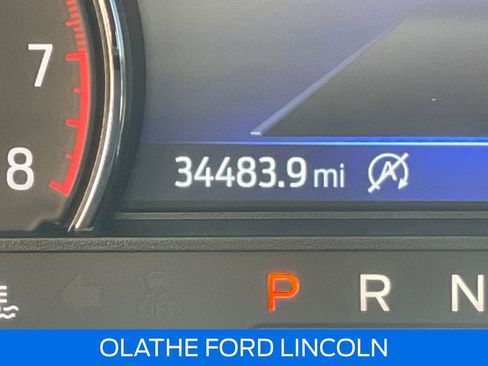 7
8
34483.9 mi
P R N
OLATHE FORD LINCOLN